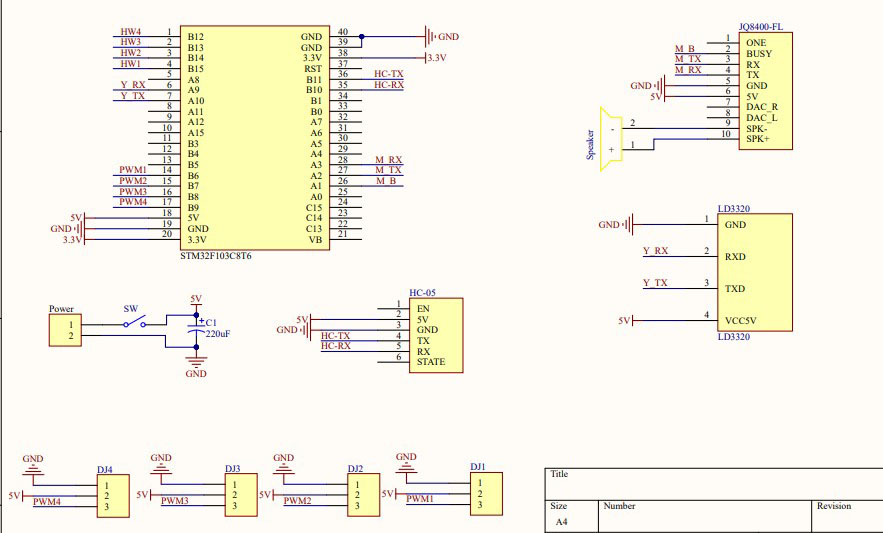 HW4 1 B12 GND 40 GND
HW3 2 B13 GND 39
HW2 3 B14 3.3V 38 3.3V
HW1 4 B15 RST 37
5 A8 B11 36 HC-TX
Y_RX 6 A9 B10 35 HC-RX
Y_TX 7 A10 B1 34
8 A11 B0 33
9 A12 A7 32
10 A15 A6 31
11 B3 A5 30
12 B4 A4 29
13 B5 A3 28 M_RX
PWM1 14 B6 A2 27 M_TX
PWM2 15 B7 A1 26 M_B
PWM3 16 B8 A0 25
PWM4 17 B9 C15 24
5V 18 5V C14 23
GND 19 GND C13 22
3.3V 20 3.3V VB 21
STM32F103C8T6
JQ8400-FL
1 ONE
M_B 2 BUSY
M_TX 3 RX
M_RX 4 TX
GND 5 GND
5V 6 5V
7 DAC_R
8 DAC_L
- 2 9 SPK-
+ 1 10 SPK+
Speaker
LD3320
GND 1 GND
Y_RX 2 RXD
Y_TX 3 TXD
5V 4 VCC5V
LD3320
Power
1
2
SW
5V
+
C1
220uF
GND
HC-05
1 EN
5V 2 5V
GND 3 GND
HC-TX 4 TX
HC-RX 5 RX
6 STATE
GND DJ4
1
5V 2
PWM4 3
GND DJ3
1
5V 2
PWM3 3
GND DJ2
1
5V 2
PWM2 3
GND DJ1
1
5V 2
PWM1 3
Title
Size Number Revision
A4